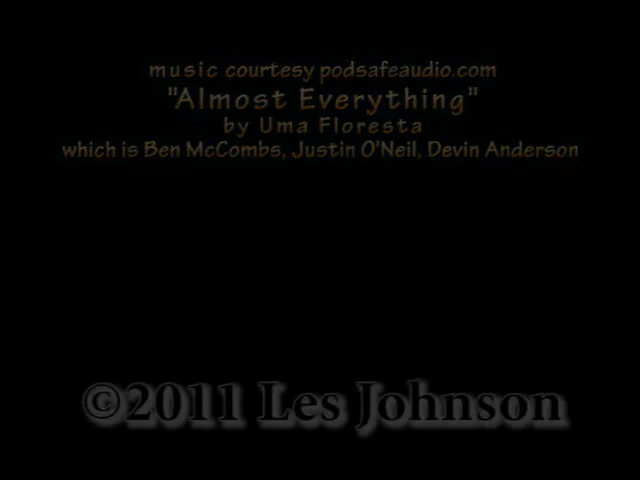 music courtesy podsafeaudio.com
"Almost Everything"
by Uma Floresta
which is Ben McCombs, Justin O'Neil, Devin Anderson
©2011 Les Johnson